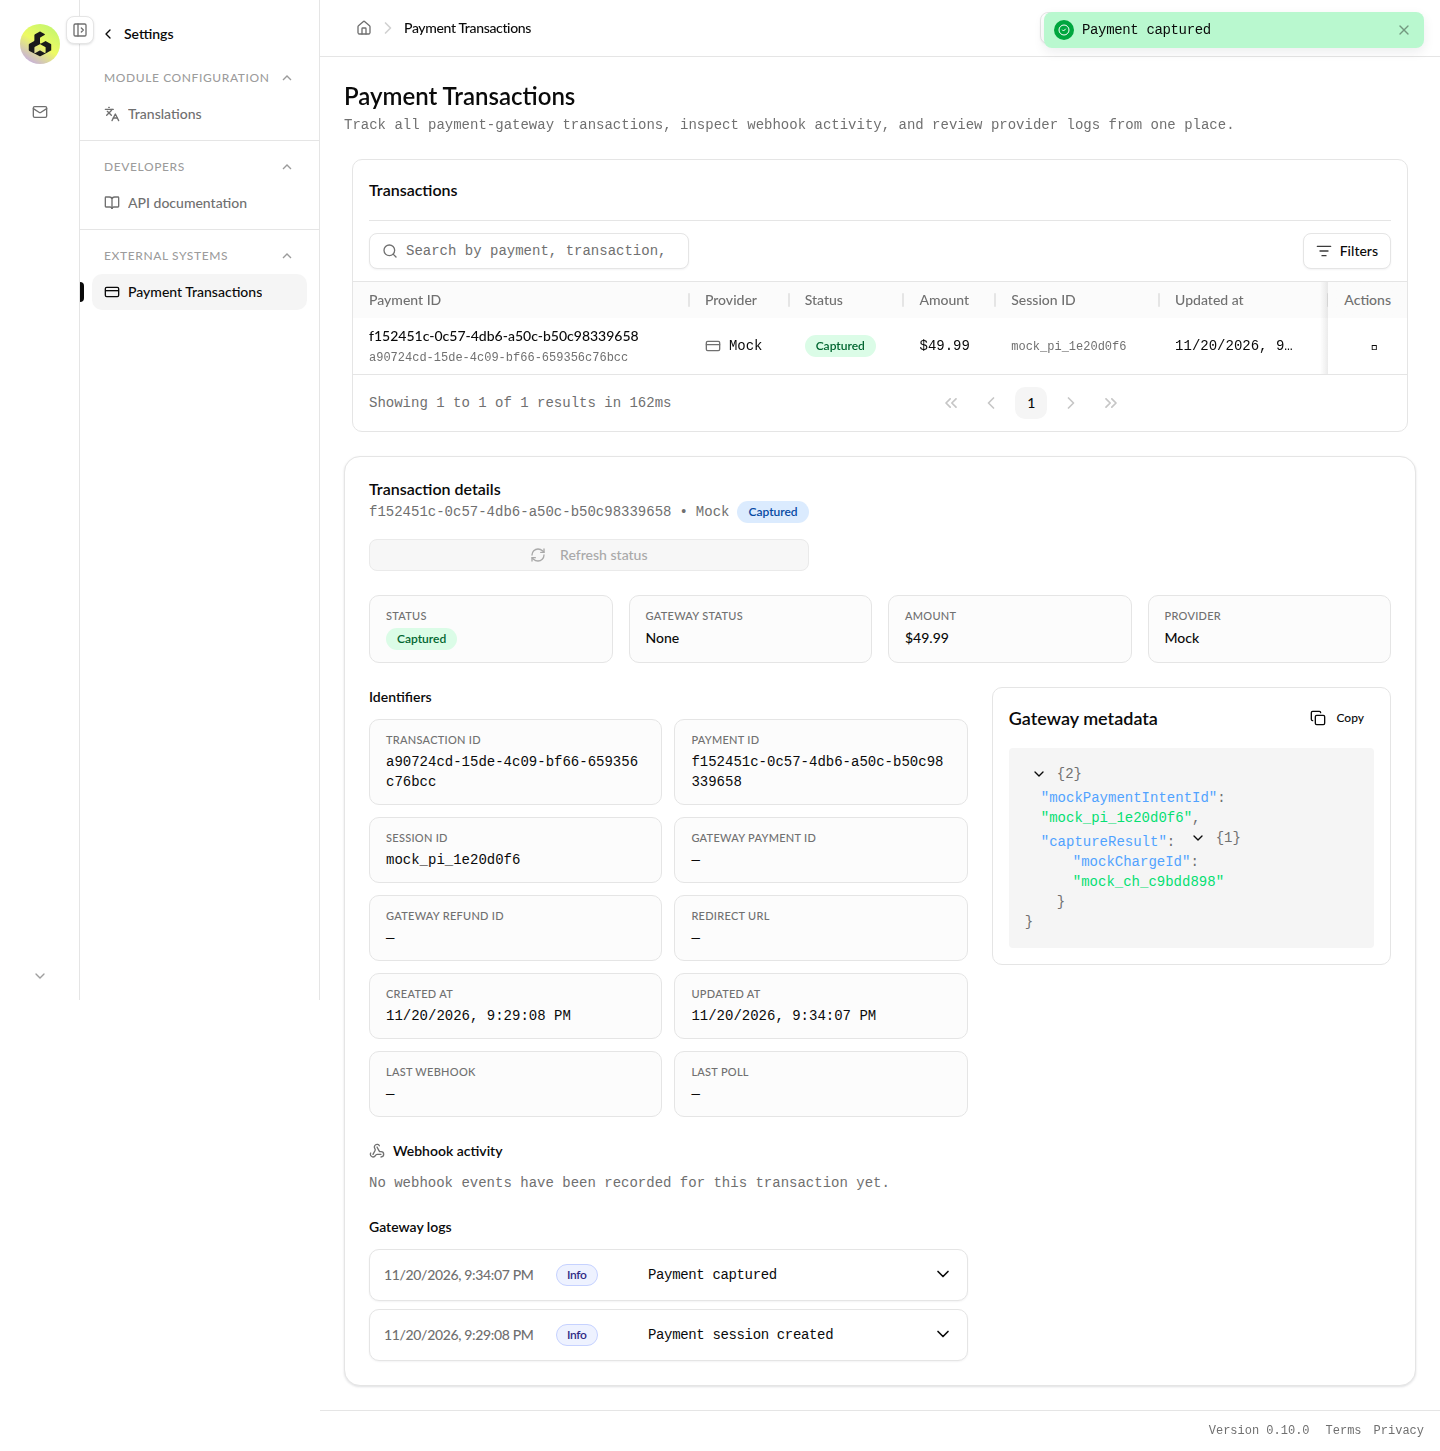 Settings
MODULE CONFIGURATION
Translations
DEVELOPERS
API documentation
EXTERNAL SYSTEMS
Payment Transactions
Payment Transactions
Payment captured
Payment Transactions
Track all payment-gateway transactions, inspect webhook activity, and review provider logs from one place.
Transactions
Search by payment, transaction,
Filters
Payment ID Provider Status Amount Session ID Updated at Actions
f152451c-0c57-4db6-a50c-b50c98339658 Mock Captured $49.99 mock_pi_1e20d0f6 11/20/2026, 9…
a90724cd-15de-4c09-bf66-659356c76bcc
Showing 1 to 1 of 1 results in 162ms 1
Transaction details
f152451c-0c57-4db6-a50c-b50c98339658 • Mock Captured
Refresh status
STATUS
Captured
GATEWAY STATUS
None
AMOUNT
$49.99
PROVIDER
Mock
Identifiers
TRANSACTION ID
a90724cd-15de-4c09-bf66-659356
c76bcc
PAYMENT ID
f152451c-0c57-4db6-a50c-b50c98
339658
SESSION ID
mock_pi_1e20d0f6
GATEWAY PAYMENT ID
—
GATEWAY REFUND ID
—
REDIRECT URL
—
CREATED AT
11/20/2026, 9:29:08 PM
UPDATED AT
11/20/2026, 9:34:07 PM
LAST WEBHOOK
—
LAST POLL
—
Gateway metadata
Copy
{2}
"mockPaymentIntentId":
"mock_pi_1e20d0f6",
"captureResult": {1}
"mockChargeId":
"mock_ch_c9bdd898"
}
}
Webhook activity
No webhook events have been recorded for this transaction yet.
Gateway logs
11/20/2026, 9:34:07 PM Info Payment captured
11/20/2026, 9:29:08 PM Info Payment session created
Version 0.10.0 Terms Privacy